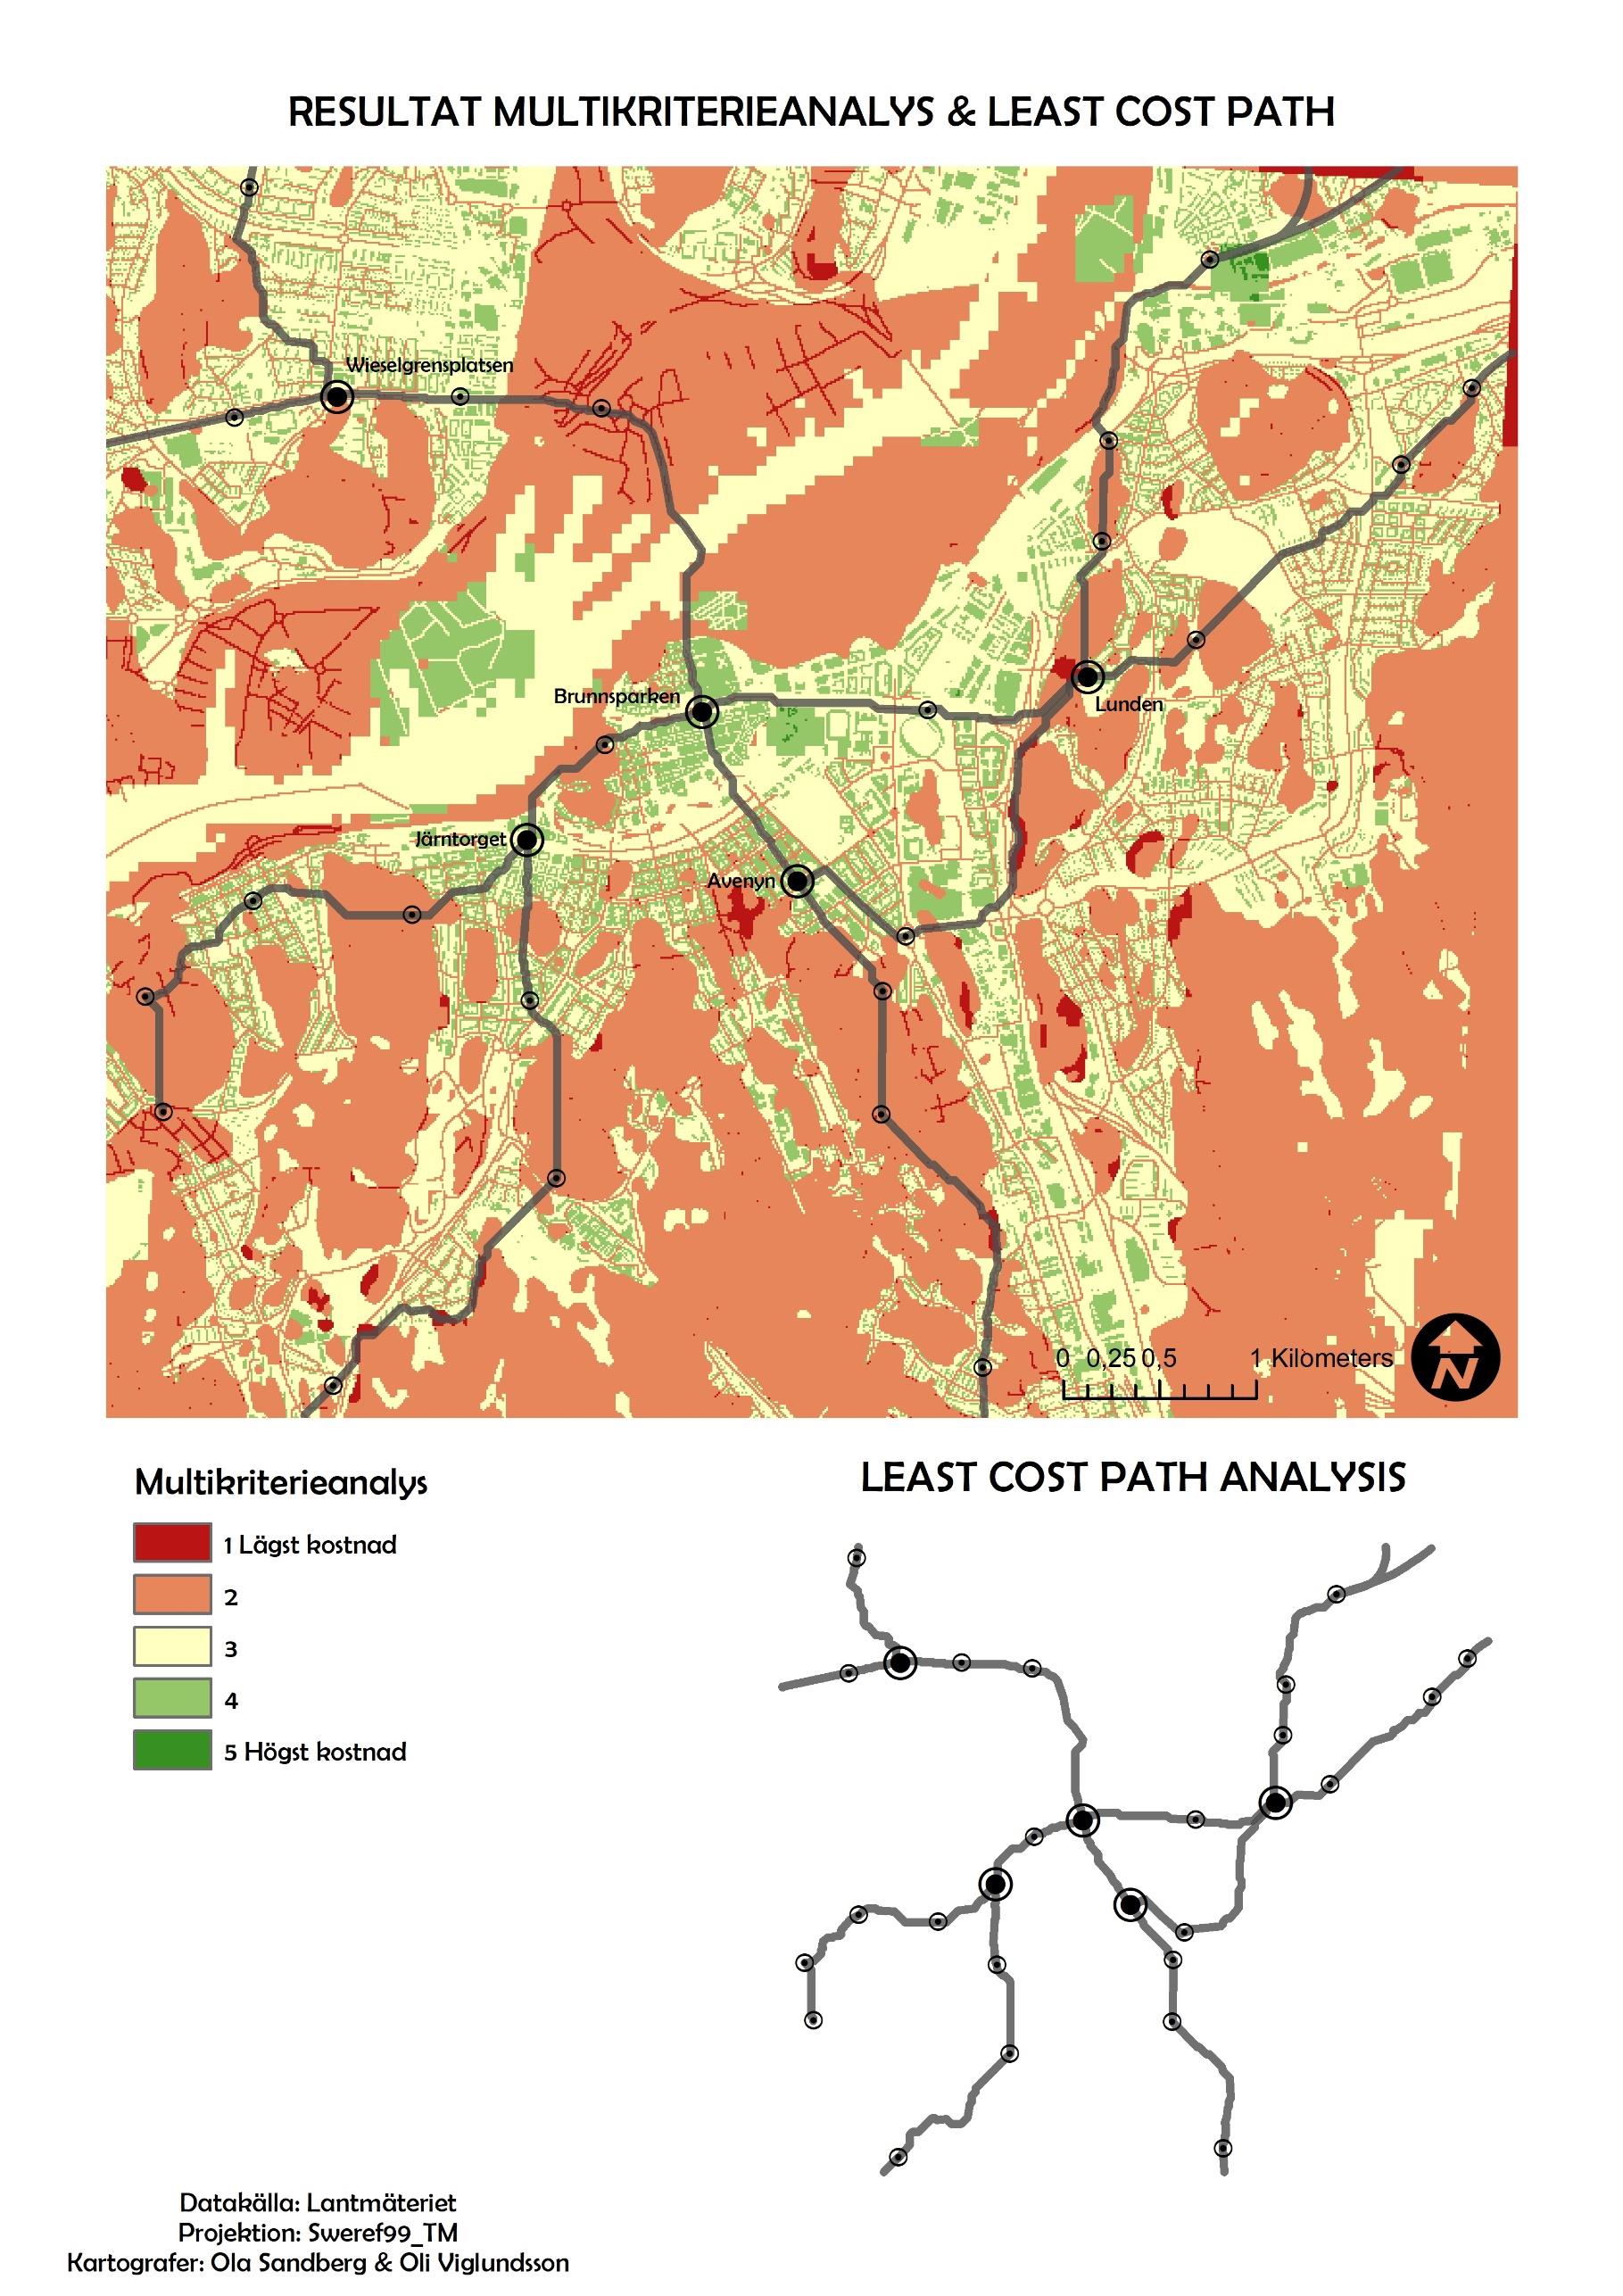 RESULTAT MULTIKRITERIEANALYS & LEAST COST PATH
Wieselgrensplatsen
Brunnsparken
Lunden
Järntorget
Avenyn
0 0,25 0,5 1 Kilometers
N
Multikriterieanalys
1 Lägst kostnad
2
3
4
5 Högst kostnad
LEAST COST PATH ANALYSIS
Datakälla: Lantmäteriet
Projektion: Sweref99_TM
Kartografer: Ola Sandberg & Oli Viglundsson